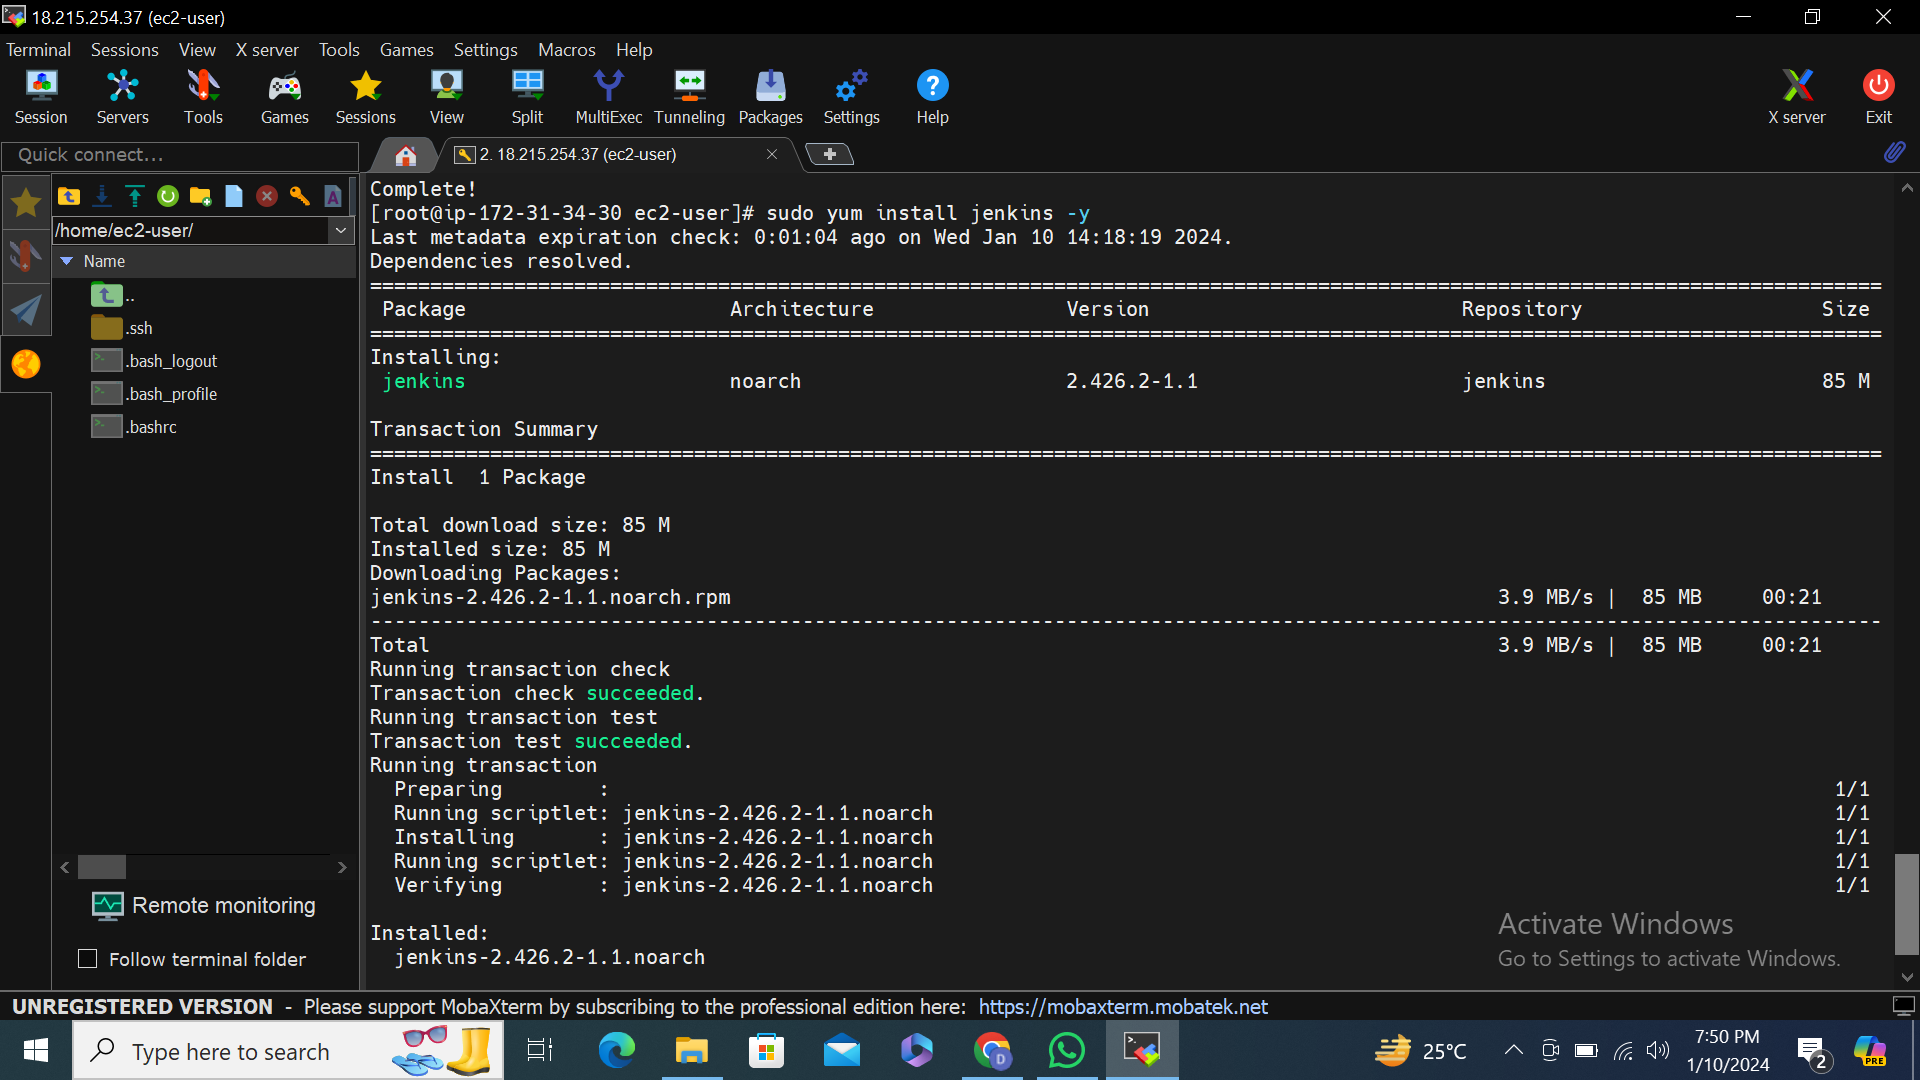 18.215.254.37 (ec2-user)
Terminal Sessions View X server Tools Games Settings Macros Help
Session Servers Tools Games Sessions View Split MultiExec Tunneling Packages Settings Help X server Exit
Quick connect...
2. 18.215.254.37 (ec2-user)
/home/ec2-user/
Name
..
.ssh
.bash_logout
.bash_profile
.bashrc
Remote monitoring
Follow terminal folder
Complete!
[root@ip-172-31-34-30 ec2-user]# sudo yum install jenkins -y
Last metadata expiration check: 0:01:04 ago on Wed Jan 10 14:18:19 2024.
Dependencies resolved.
==============================================================================================================================
Package Architecture Version Repository Size
==============================================================================================================================
Installing:
jenkins noarch 2.426.2-1.1 jenkins 85 M
Transaction Summary
==============================================================================================================================
Install 1 Package
Total download size: 85 M
Installed size: 85 M
Downloading Packages:
jenkins-2.426.2-1.1.noarch.rpm 3.9 MB/s | 85 MB 00:21
------------------------------------------------------------------------------------------------------------------------------
Total 3.9 MB/s | 85 MB 00:21
Running transaction check
Transaction check succeeded.
Running transaction test
Transaction test succeeded.
Running transaction
Preparing : 1/1
Running scriptlet: jenkins-2.426.2-1.1.noarch 1/1
Installing : jenkins-2.426.2-1.1.noarch 1/1
Running scriptlet: jenkins-2.426.2-1.1.noarch 1/1
Verifying : jenkins-2.426.2-1.1.noarch 1/1
Installed:
jenkins-2.426.2-1.1.noarch
Activate Windows
Go to Settings to activate Windows.
UNREGISTERED VERSION - Please support MobaXterm by subscribing to the professional edition here: https://mobaxterm.mobatek.net
Type here to search
D
25°C
7:50 PM
1/10/2024
2
PRE